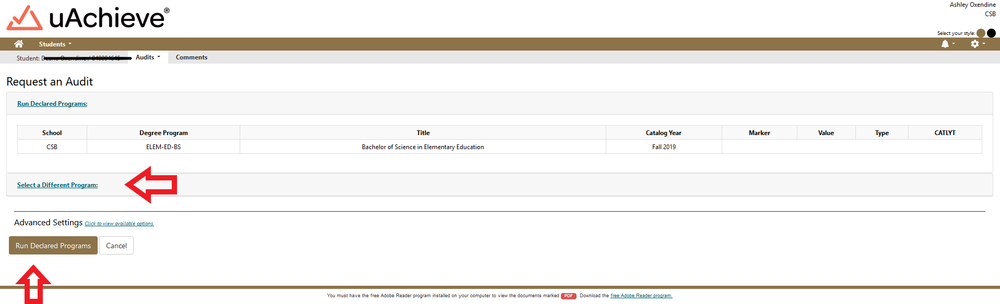 uAchieve®
Ashley Oxendine
CSB
Select your style:
Students
Student:
Audits
Comments
Request an Audit
Run Declared Programs:
School Degree Program Title Catalog Year Marker Value Type CATLYT
CSB ELEM-ED-BS Bachelor of Science in Elementary Education Fall 2019
Select a Different Program:
Advanced Settings Click to view available options.
Run Declared Programs Cancel
You must have the free Adobe Reader program installed on your computer to view the documents marked PDF . Download the free Adobe Reader program.